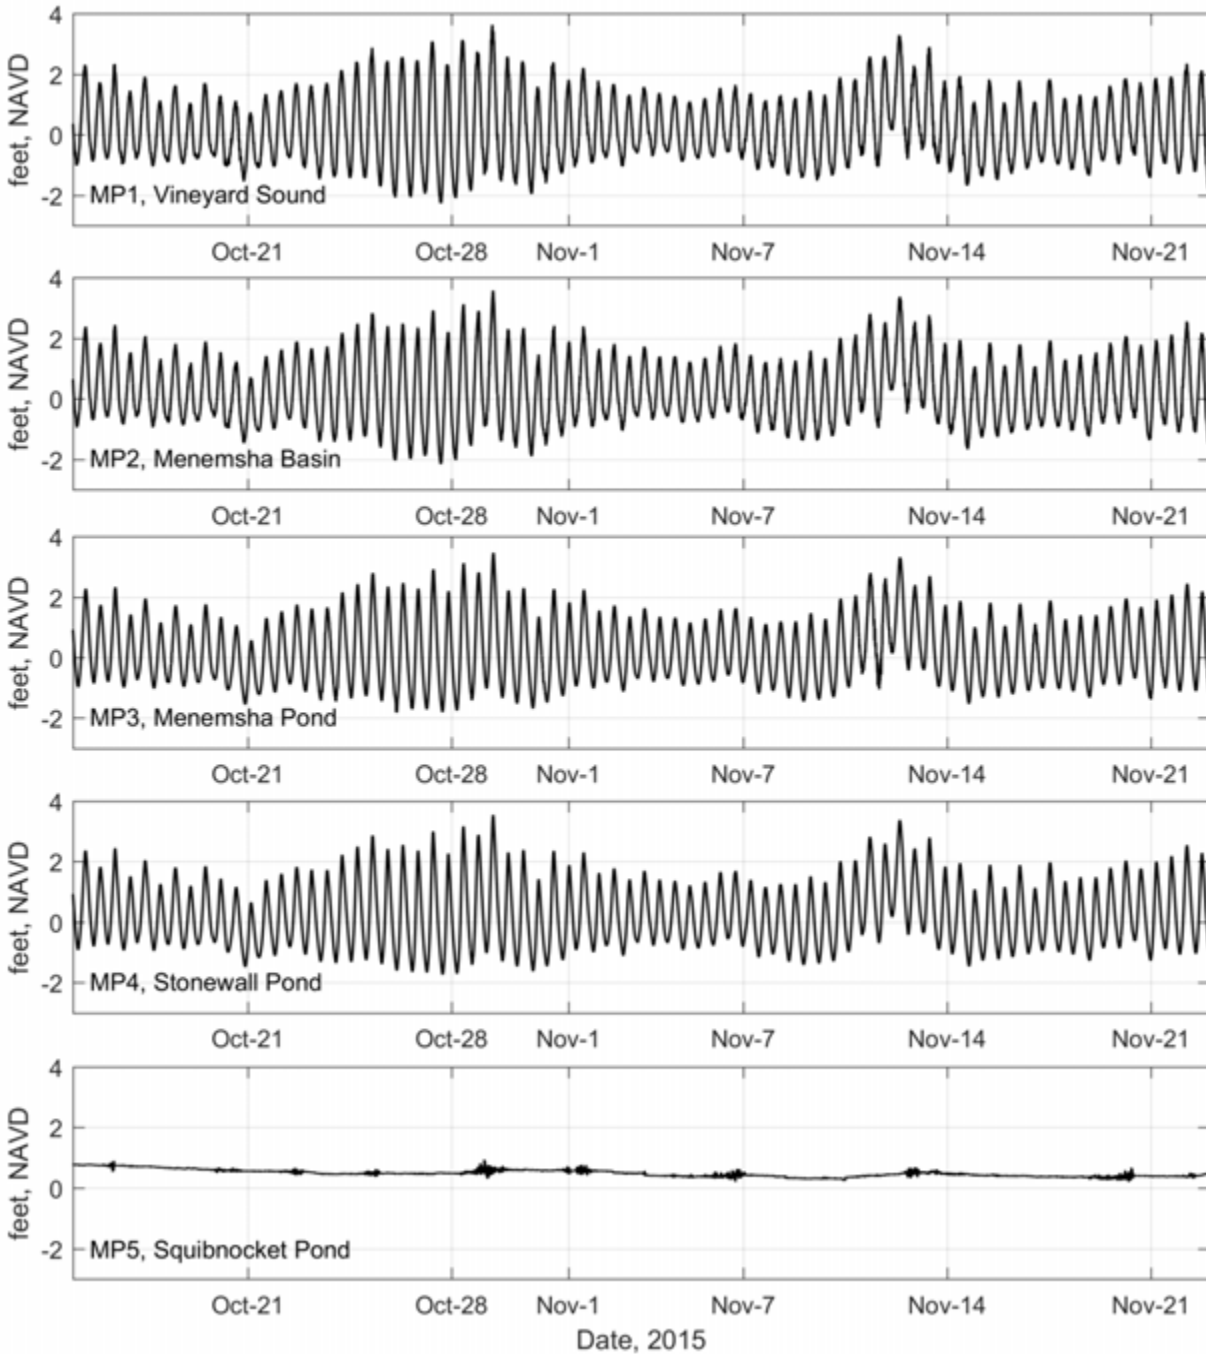 4
2
0
-2
feet, NAVD
MP1, Vineyard Sound
Oct-21 Oct-28 Nov-1 Nov-7 Nov-14 Nov-21
4
2
0
-2
feet, NAVD
MP2, Menemsha Basin
Oct-21 Oct-28 Nov-1 Nov-7 Nov-14 Nov-21
4
2
0
-2
feet, NAVD
MP3, Menemsha Pond
Oct-21 Oct-28 Nov-1 Nov-7 Nov-14 Nov-21
4
2
0
-2
feet, NAVD
MP4, Stonewall Pond
Oct-21 Oct-28 Nov-1 Nov-7 Nov-14 Nov-21
4
2
0
-2
feet, NAVD
MP5, Squibnocket Pond
Oct-21 Oct-28 Nov-1 Nov-7 Nov-14 Nov-21
Date, 2015